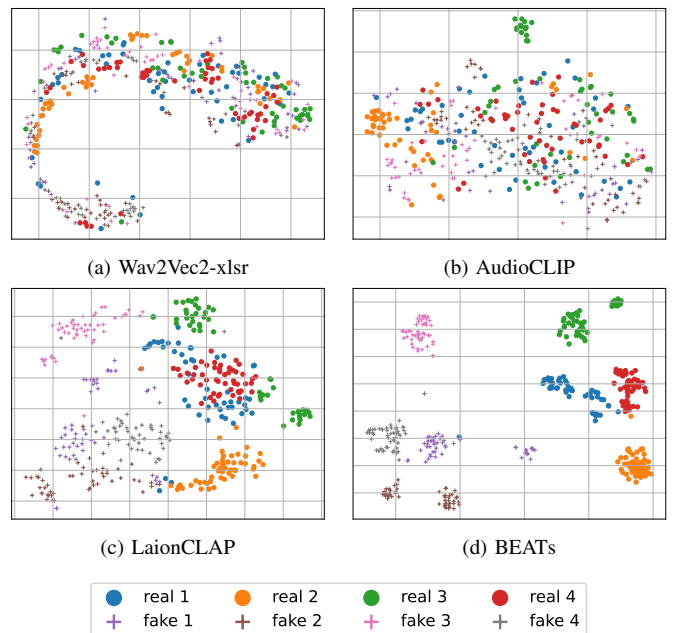 (a) Wav2Vec2-xlsr
(b) AudioCLIP
(c) LaionCLAP
(d) BEATs
real 1 real 2 real 3 real 4
fake 1 fake 2 fake 3 fake 4